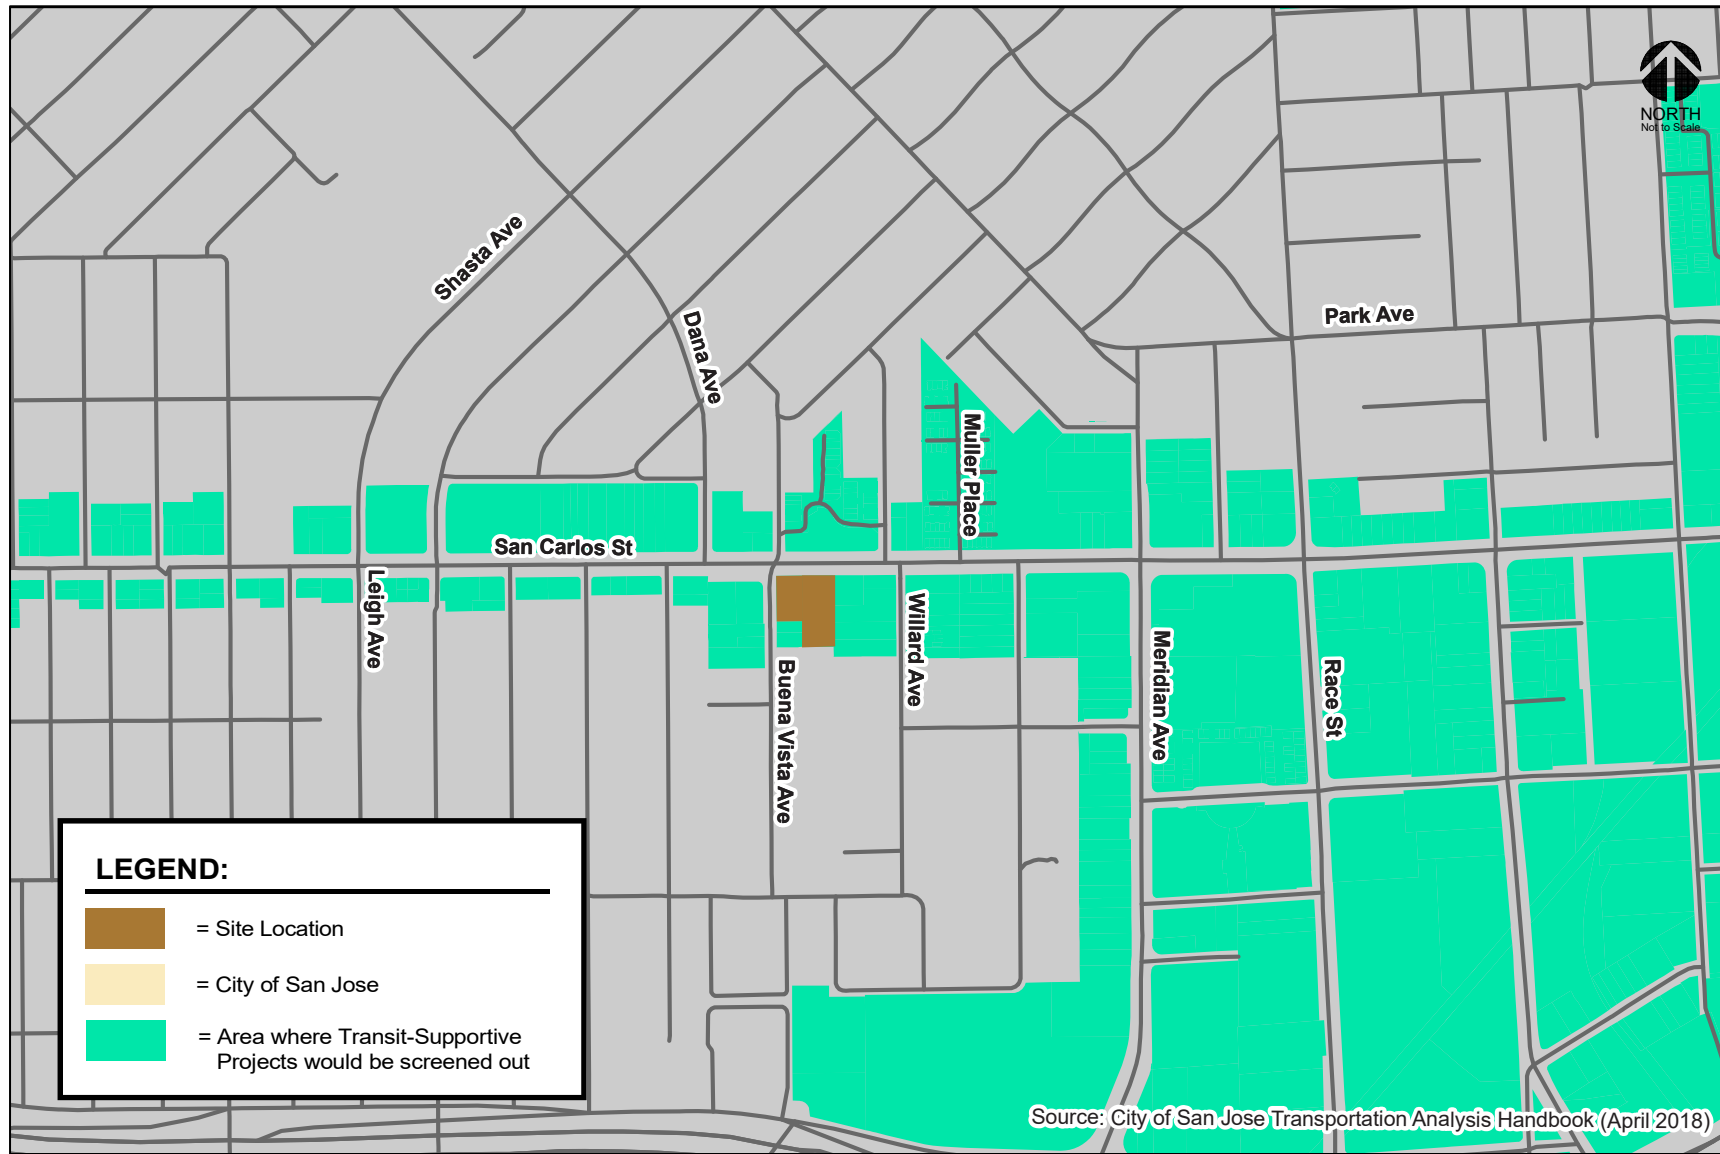 NORTH
Not to Scale
Shasta Ave
Dana Ave
Park Ave
Muller Place
San Carlos St
Leigh Ave
Willard Ave
Buena Vista Ave
Meridian Ave
Race St
LEGEND:
= Site Location
= City of San Jose
= Area where Transit-Supportive
Projects would be screened out
Source: City of San Jose Transportation Analysis Handbook (April 2018)